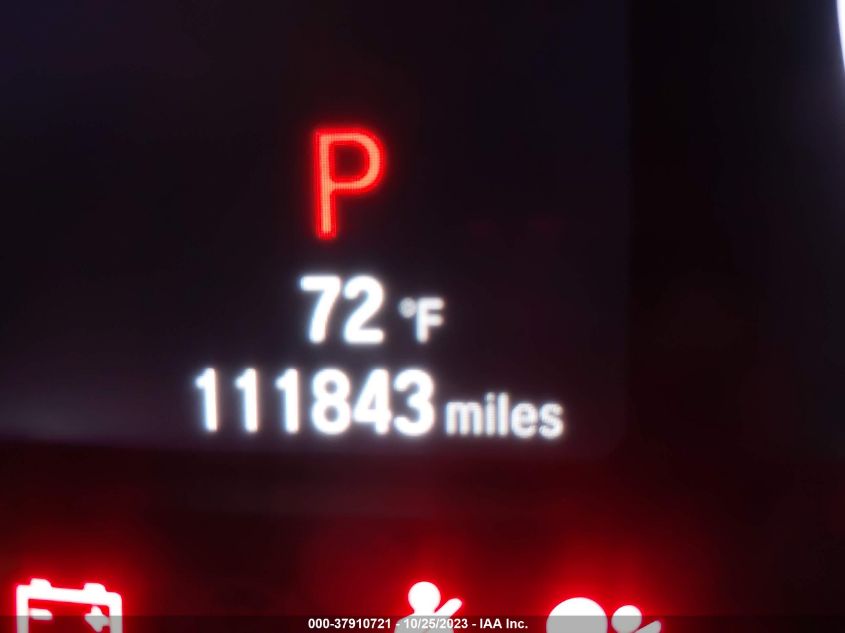 P
72 °F
111843 miles
000-37910721 - 10/25/2023 - IAA Inc.